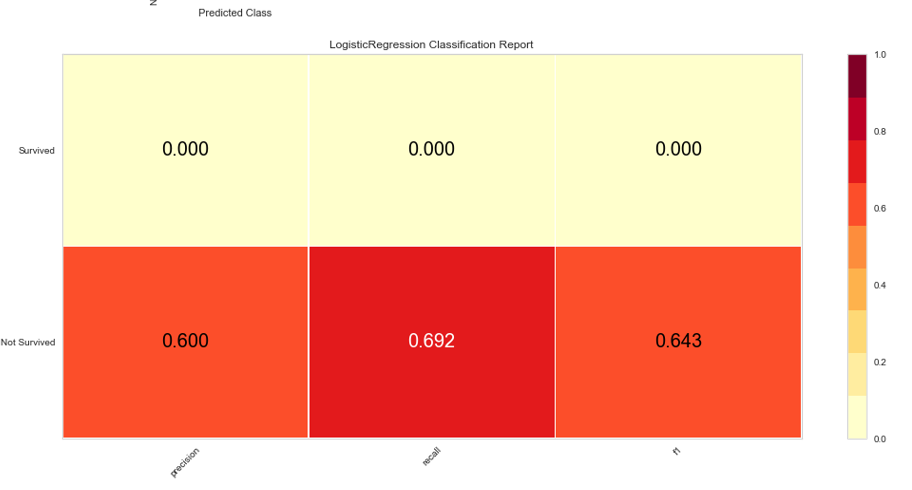 N
Predicted Class
LogisticRegression Classification Report
1.0
Survived 0.000 0.000 0.000
0.8
0.6
0.4
Not Survived 0.600 0.692 0.643
0.2
0.0
precision recall f1